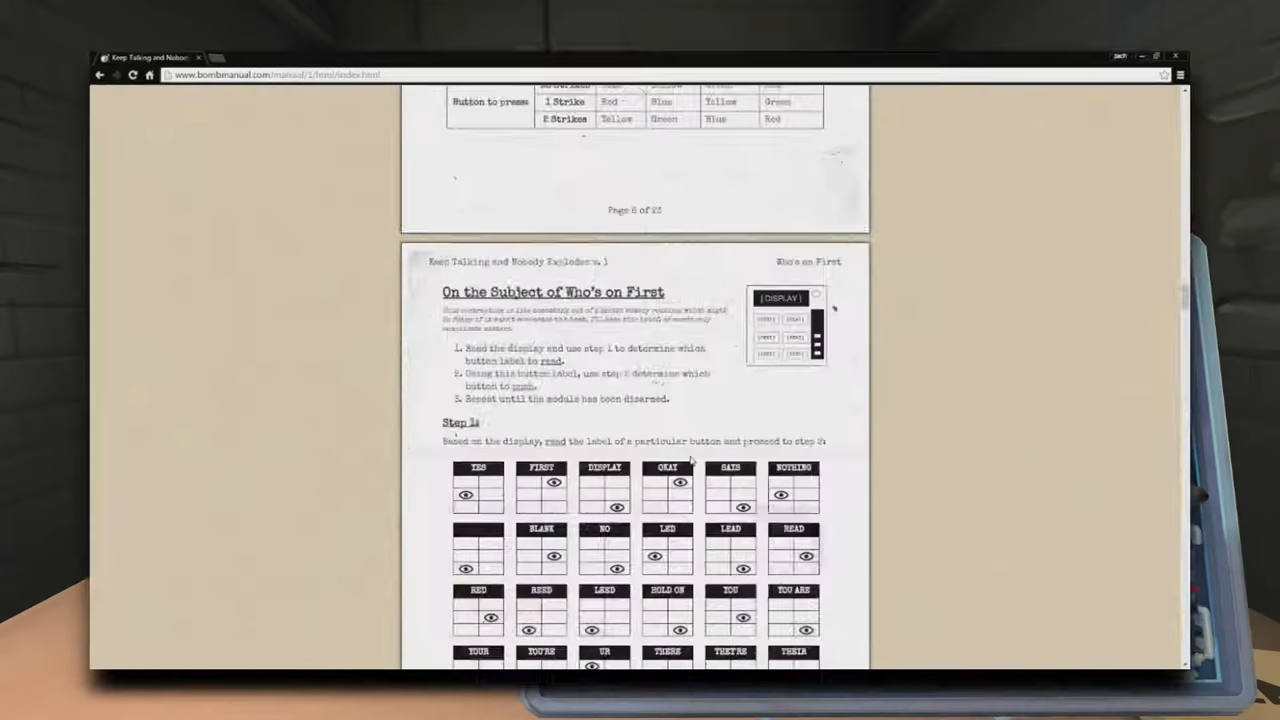 Keep Talking and Nobod
Zach
www.bombmanual.com/manual/1/html/index.html
Button to press
1 Strike Red Blue Yellow Green
2 Strikes Yellow Green Blue Red
Page 8 of 23
Keep Talking and Nobody Explodes v. 1
Who's on First
On the Subject of Who's on First
[DISPLAY]
1. Read the display and use step 1 to determine which
button label to read.
2. Using this button label, use step 2 determine which
button to push.
3. Repeat until the module has been disarmed.
Step 1:
Based on the display, read the label of a particular button and proceed to step 2:
YES FIRST DISPLAY OKAY SAYS NOTHING
BLANK NO LED LEAD READ
RED REED LEED HOLD ON YOU YOU ARE
YOUR YOU'RE UR THERE THEY'RE THEIR